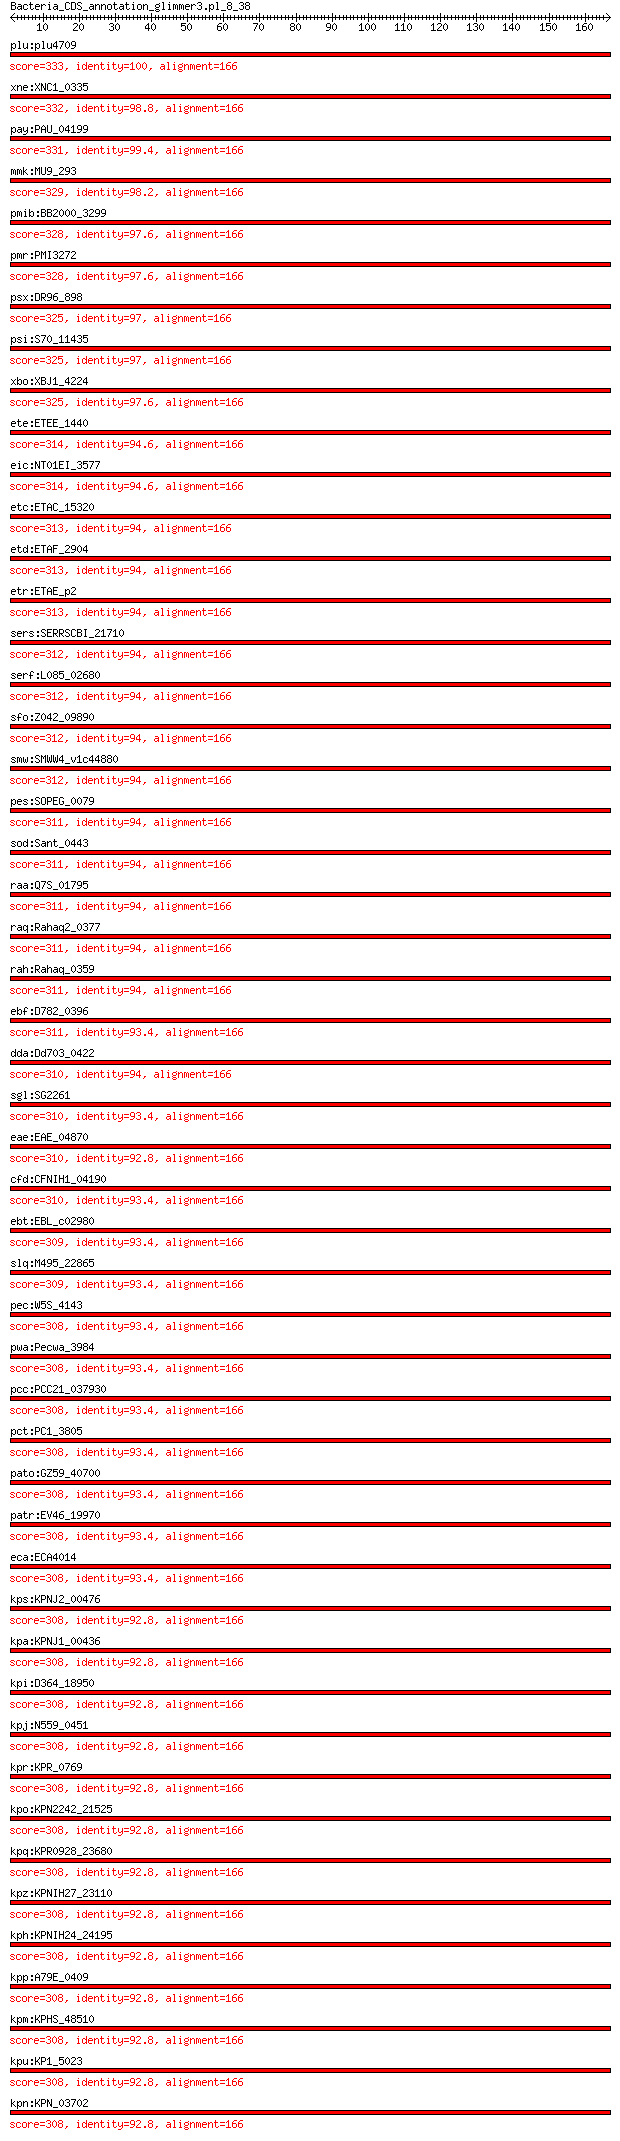 Bacteria_CDS_annotation_glimmer3.pl_8_38
10 20 30 40 50 60 70 80 90 100 110 120 130 140 150 160
plu:plu4709
score=333, identity=100, alignment=166
xne:XNC1_0335
score=332, identity=98.8, alignment=166
pay:PAU_04199
score=331, identity=99.4, alignment=166
mmk:MU9_293
score=329, identity=98.2, alignment=166
pmib:BB2000_3299
score=328, identity=97.6, alignment=166
pmr:PMI3272
score=328, identity=97.6, alignment=166
psx:DR96_898
score=325, identity=97, alignment=166
psi:S70_11435
score=325, identity=97, alignment=166
xbo:XBJ1_4224
score=325, identity=97.6, alignment=166
ete:ETEE_1440
score=314, identity=94.6, alignment=166
eic:NT01EI_3577
score=314, identity=94.6, alignment=166
etc:ETAC_15320
score=313, identity=94, alignment=166
etd:ETAF_2904
score=313, identity=94, alignment=166
etr:ETAE_p2
score=313, identity=94, alignment=166
sers:SERRSCBI_21710
score=312, identity=94, alignment=166
serf:L085_02680
score=312, identity=94, alignment=166
sfo:Z042_09890
score=312, identity=94, alignment=166
smw:SMWW4_v1c44880
score=312, identity=94, alignment=166
pes:SOPEG_0079
score=311, identity=94, alignment=166
sod:Sant_0443
score=311, identity=94, alignment=166
raa:Q7S_01795
score=311, identity=94, alignment=166
raq:Rahaq2_0377
score=311, identity=94, alignment=166
rah:Rahaq_0359
score=311, identity=94, alignment=166
ebf:D782_0396
score=311, identity=93.4, alignment=166
dda:Dd703_0422
score=310, identity=94, alignment=166
sgl:SG2261
score=310, identity=93.4, alignment=166
eae:EAE_04870
score=310, identity=92.8, alignment=166
cfd:CFNIH1_04190
score=310, identity=93.4, alignment=166
ebt:EBL_c02980
score=309, identity=93.4, alignment=166
slq:M495_22865
score=309, identity=93.4, alignment=166
pec:W5S_4143
score=308, identity=93.4, alignment=166
pwa:Pecwa_3984
score=308, identity=93.4, alignment=166
pcc:PCC21_037930
score=308, identity=93.4, alignment=166
pct:PC1_3805
score=308, identity=93.4, alignment=166
pato:GZ59_40700
score=308, identity=93.4, alignment=166
patr:EV46_19970
score=308, identity=93.4, alignment=166
eca:ECA4014
score=308, identity=93.4, alignment=166
kps:KPNJ2_00476
score=308, identity=92.8, alignment=166
kpa:KPNJ1_00436
score=308, identity=92.8, alignment=166
kpi:D364_18950
score=308, identity=92.8, alignment=166
kpj:N559_0451
score=308, identity=92.8, alignment=166
kpr:KPR_0769
score=308, identity=92.8, alignment=166
kpo:KPN2242_21525
score=308, identity=92.8, alignment=166
kpq:KPR0928_23680
score=308, identity=92.8, alignment=166
kpz:KPNIH27_23110
score=308, identity=92.8, alignment=166
kph:KPNIH24_24195
score=308, identity=92.8, alignment=166
kpp:A79E_0409
score=308, identity=92.8, alignment=166
kpm:KPHS_48510
score=308, identity=92.8, alignment=166
kpu:KP1_5023
score=308, identity=92.8, alignment=166
kpn:KPN_03702
score=308, identity=92.8, alignment=166